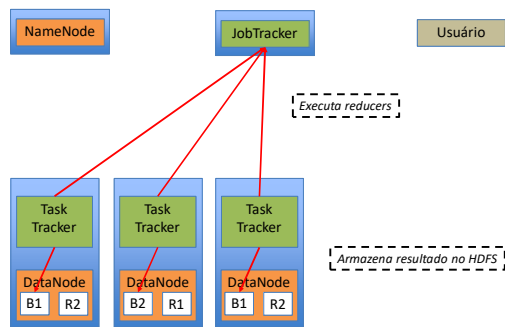 NameNode
JobTracker
Usuário
Executa reducers
Task
Tracker
Task
Tracker
Task
Tracker
Armazena resultado no HDFS
DataNode
B1 R2
DataNode
B2 R1
DataNode
B1 R2